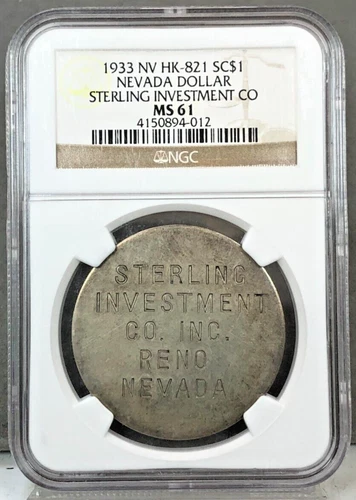 1933 NV HK-821 SC$1
NEVADA DOLLAR
STERLING INVESTMENT CO
MS 61
4150894-012
NGC
STERLING
INVESTMENT
CO. INC.
RENO
NEVADA